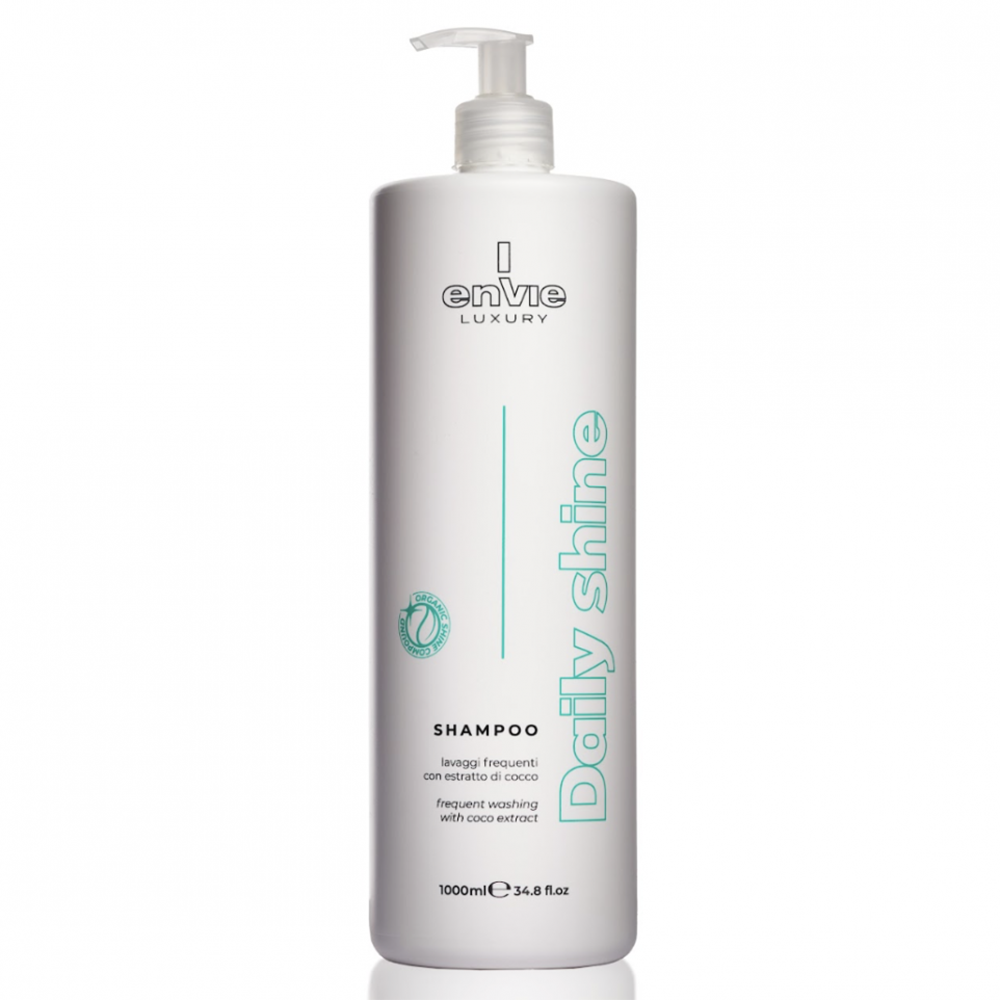 envie
LUXURY
Daily shine
ORGANIC SHINE COMPOUND
SHAMPOO
lavaggi frequenti
con estratto di cocco
frequent washing
with coco extract
1000ml ℮ 34.8 fl.oz